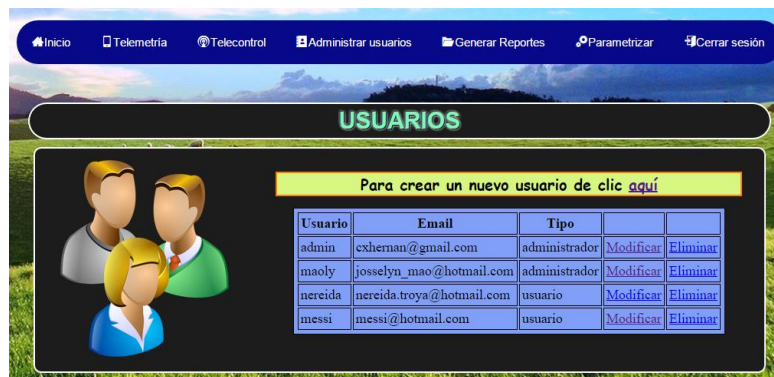 Inicio Telemetría Telecontrol Administrar usuarios Generar Reportes Parametrizar Cerrar sesión
USUARIOS
Para crear un nuevo usuario de clic aquí
Usuario Email Tipo
admin cxhernan@gmail.com administrador Modificar Eliminar
maoly josselyn_mao@hotmail.com administrador Modificar Eliminar
nereida nereida.troya@hotmail.com usuario Modificar Eliminar
messi messi@hotmail.com usuario Modificar Eliminar